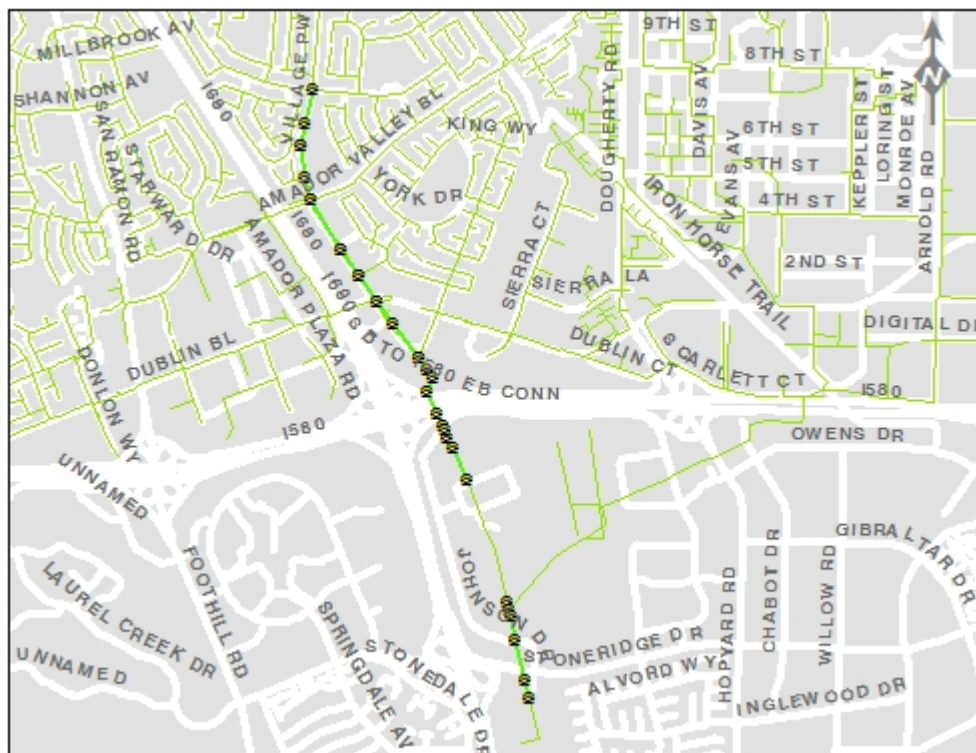 MILLBROOK AV
SHANNON AV
SAN RAMON RD
STARWARD DR
I680
VILLAGE PW
AMADOR VALLEY BL
KING WY
YORK DR
I680
AMADOR PLAZA RD
DUBLIN BL
DONLON WY
SIERRA CT
SIERRA LA
DOUGHERTY RD
9TH ST
8TH ST
DAVIS AV
6TH ST
5TH ST
4TH ST
EVANS AV
2ND ST
KEPPLER ST
LORING ST
MONROE AV
ARNOLD RD
N
IRON HORSE TRAIL
DIGITAL DR
DUBLIN CT
SCARLETT CT
I580
EB CONN
I580
OWENS DR
UNNAMED
FOOTHILL RD
LAUREL CREEK DR
UNNAMED
SPRINGDALE AV
STONEDALE DR
JOHNSON DR
STONERIDGE DR
ALVORD WY
HOPYARD RD
CHABOT DR
WILLOW RD
GIBRALTAR DR
INGLEWOOD DR